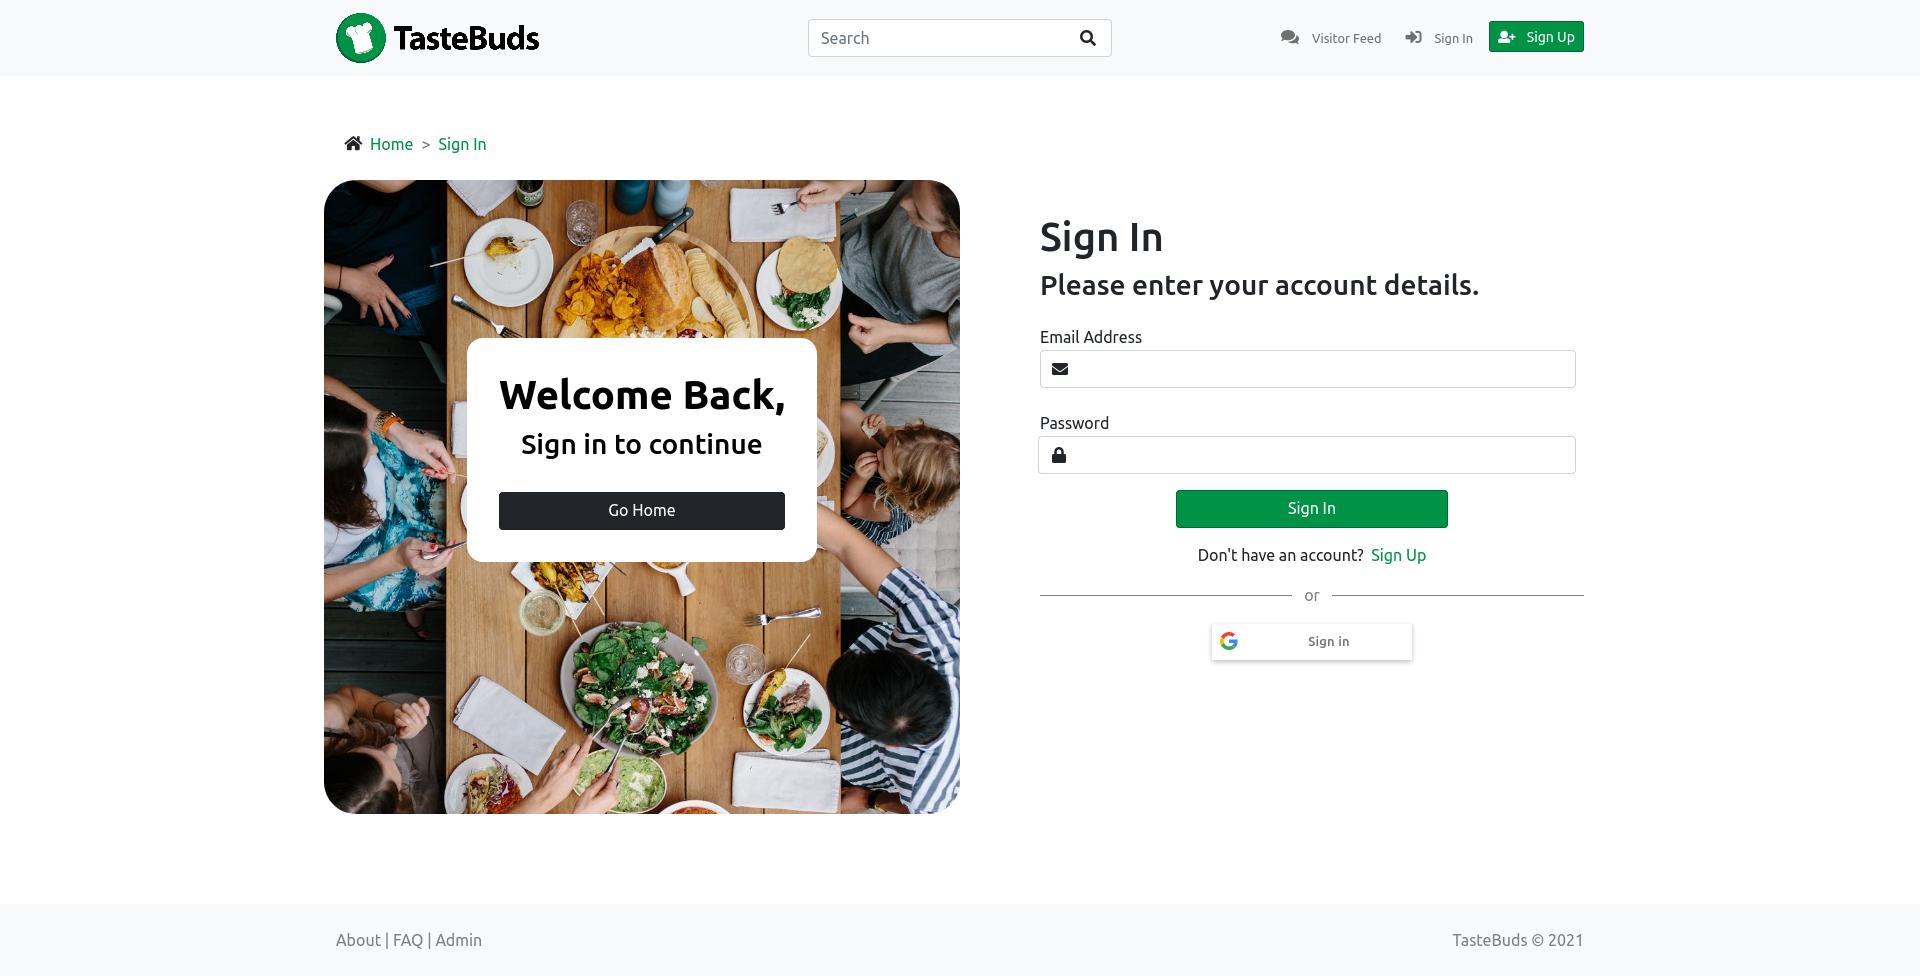 TasteBuds
Search
Visitor Feed
Sign In
Sign Up
Home > Sign In
Welcome Back,
Sign in to continue
Go Home
Sign In
Please enter your account details.
Email Address
Password
Sign In
Don't have an account? Sign Up
or
Sign in
About | FAQ | Admin
TasteBuds © 2021